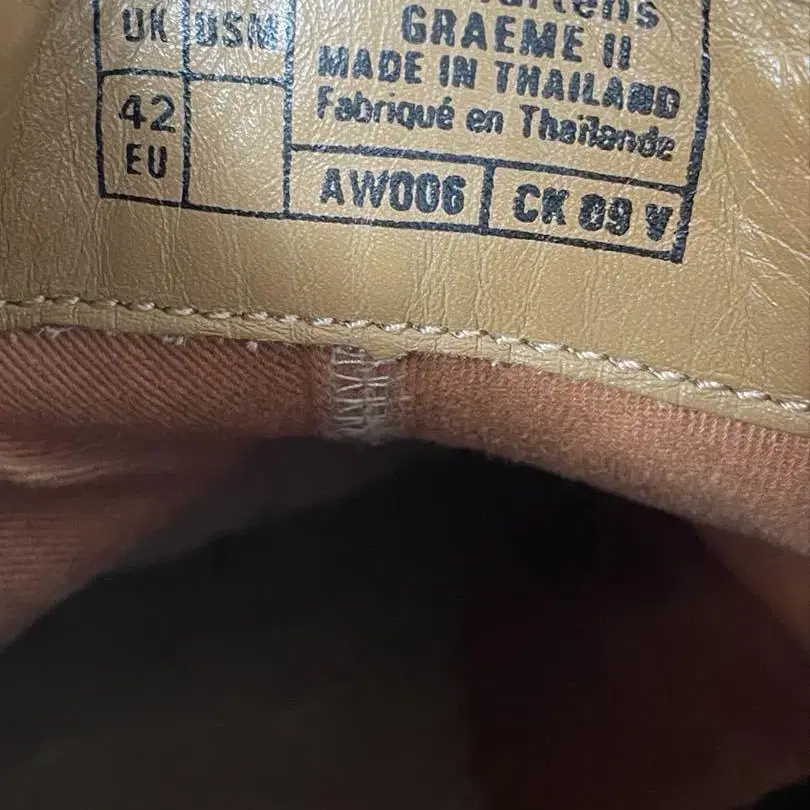 UK USM
GRAEME II
MADE IN THAILAND
Fabriqué en Thaïlande
42
EU
AW006 CK 09 V